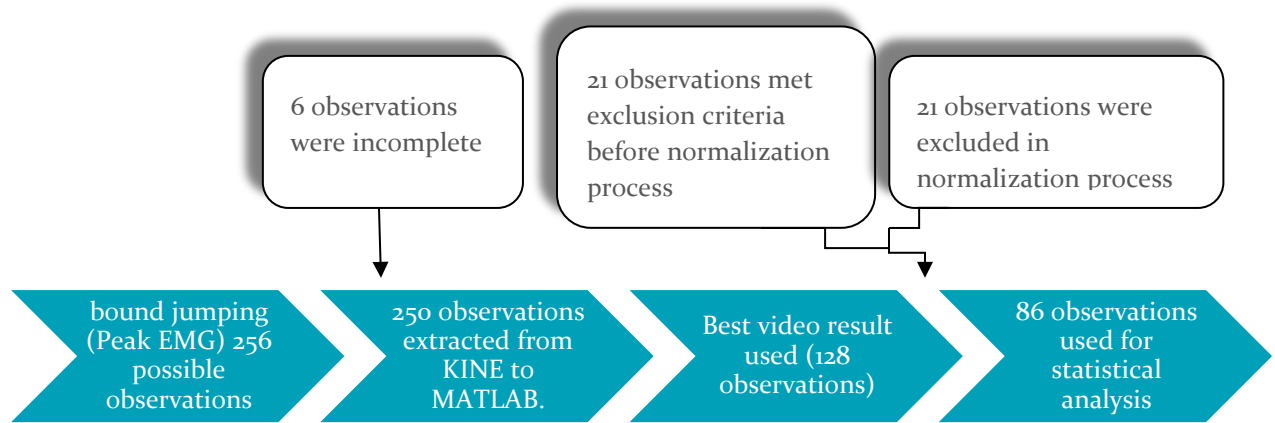 6 observations
were incomplete
21 observations met
exclusion criteria
before normalization
process
21 observations were
excluded in
normalization process
bound jumping
(Peak EMG) 256
possible
observations
250 observations
extracted from
KINE to
MATLAB.
Best video result
used (128
observations)
86 observations
used for
statistical
analysis